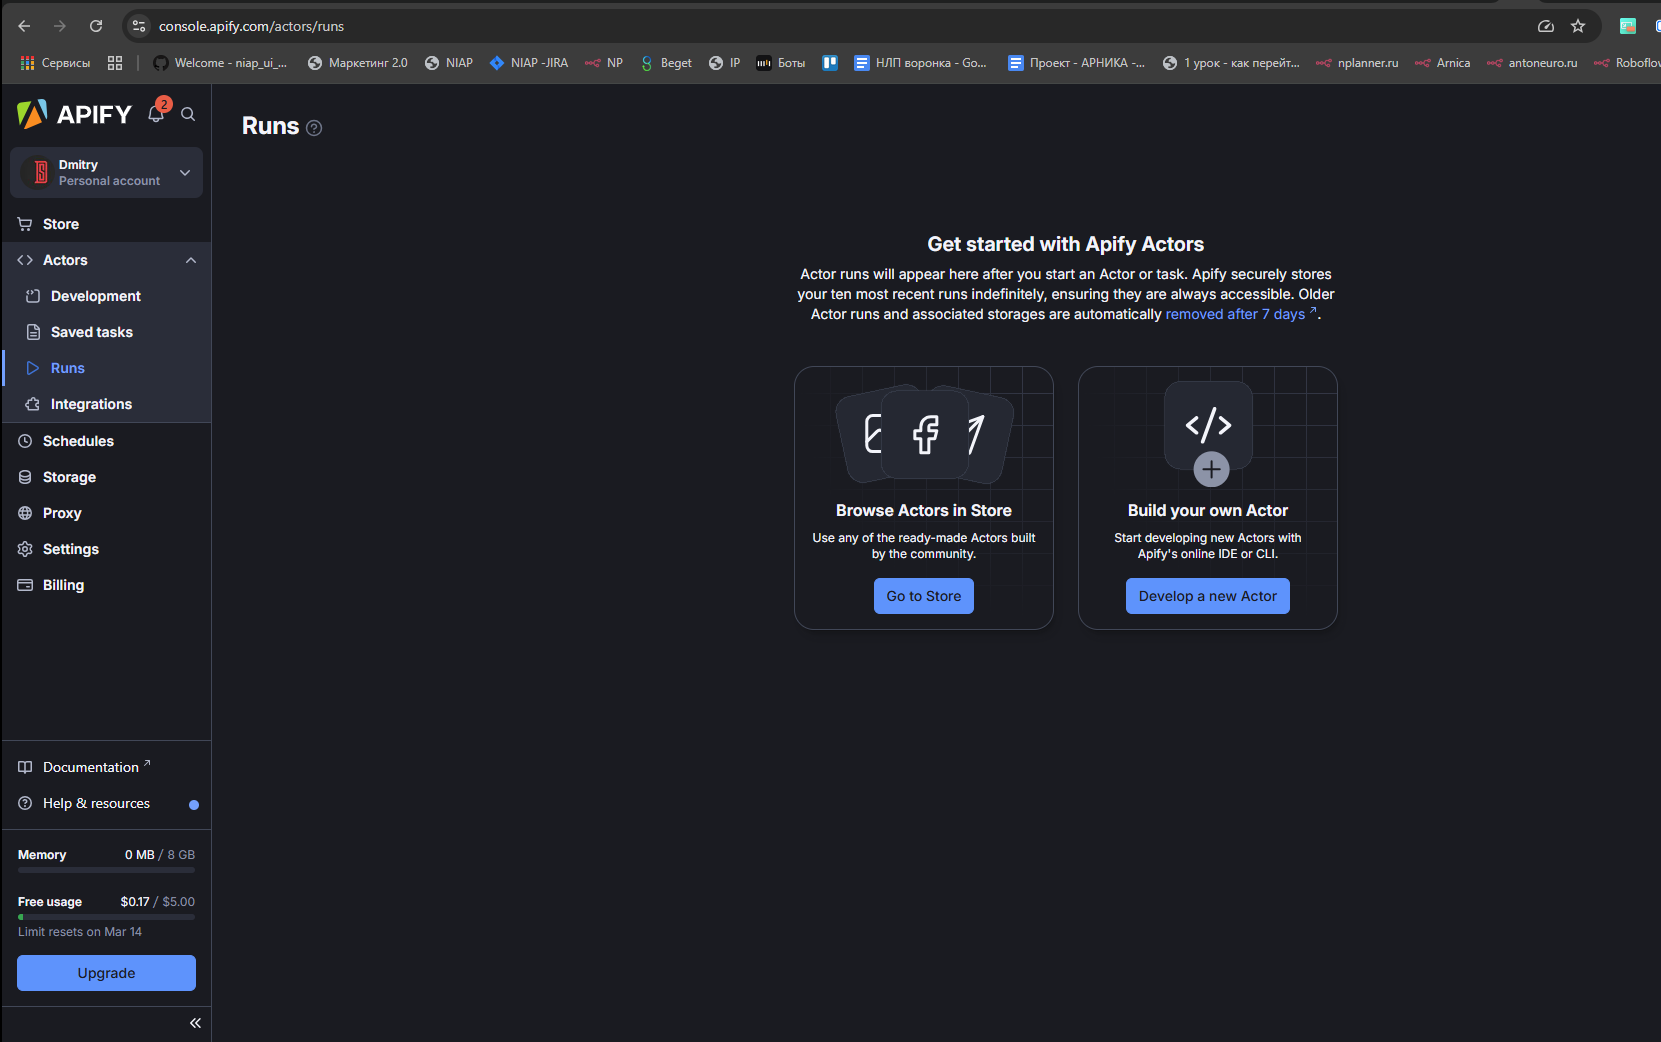 console.apify.com/actors/runs
Сервисы
Welcome - niap_ui_...
Маркетинг 2.0
NIAP
NIAP -JIRA
NP
Beget
IP
Боты
НЛП воронка - Go...
Проект - АРНИКА -...
1 урок - как перейт...
nplanner.ru
Arnica
antoneuro.ru
Roboflow
APIFY
2
Dmitry
Personal account
Store
Actors
Development
Saved tasks
Runs
Integrations
Schedules
Storage
Proxy
Settings
Billing
Documentation
Help & resources
Memory 0 MB / 8 GB
Free usage $0.17 / $5.00
Limit resets on Mar 14
Upgrade
Runs
Get started with Apify Actors
Actor runs will appear here after you start an Actor or task. Apify securely stores
your ten most recent runs indefinitely, ensuring they are always accessible. Older
Actor runs and associated storages are automatically removed after 7 days.
Browse Actors in Store
Use any of the ready-made Actors built
by the community.
Go to Store
Build your own Actor
Start developing new Actors with
Apify's online IDE or CLI.
Develop a new Actor